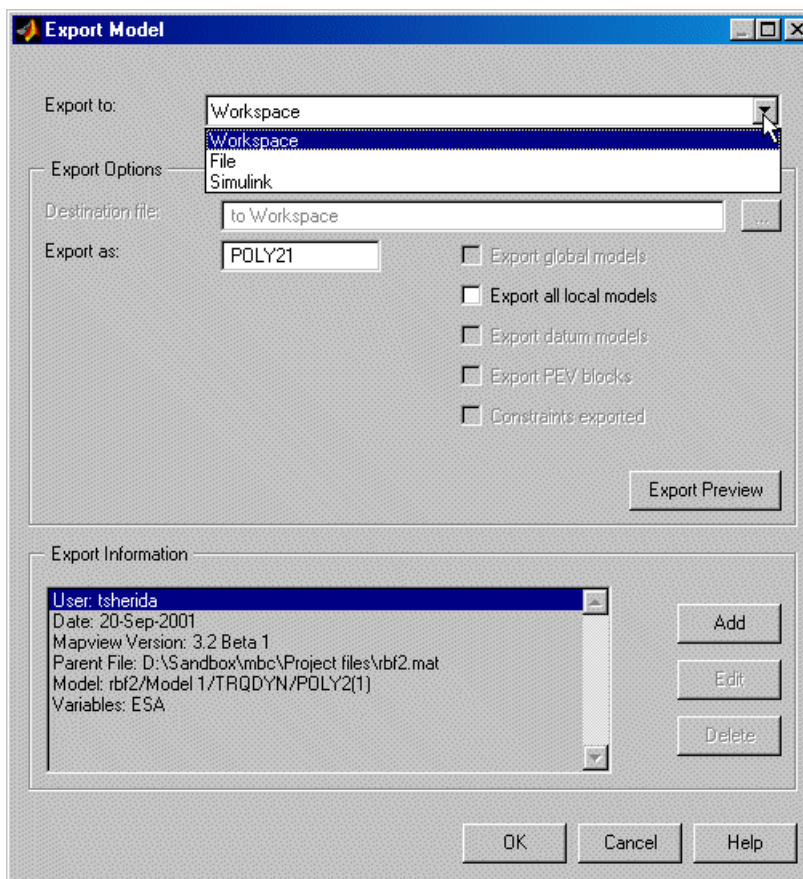 Export Model
Export to:
Workspace
Workspace
File
Simulink
Export Options
Destination file:
to Workspace
...
Export as:
POLY21
Export global models
Export all local models
Export datum models
Export PEV blocks
Constraints exported
Export Preview
Export Information
User: tsherida
Date: 20-Sep-2001
Mapview Version: 3.2 Beta 1
Parent File: D:\Sandbox\mbc\Project files\rbf2.mat
Model: rbf2/Model 1/TRQDYN/POLY2(1)
Variables: ESA
Add
Edit
Delete
OK
Cancel
Help